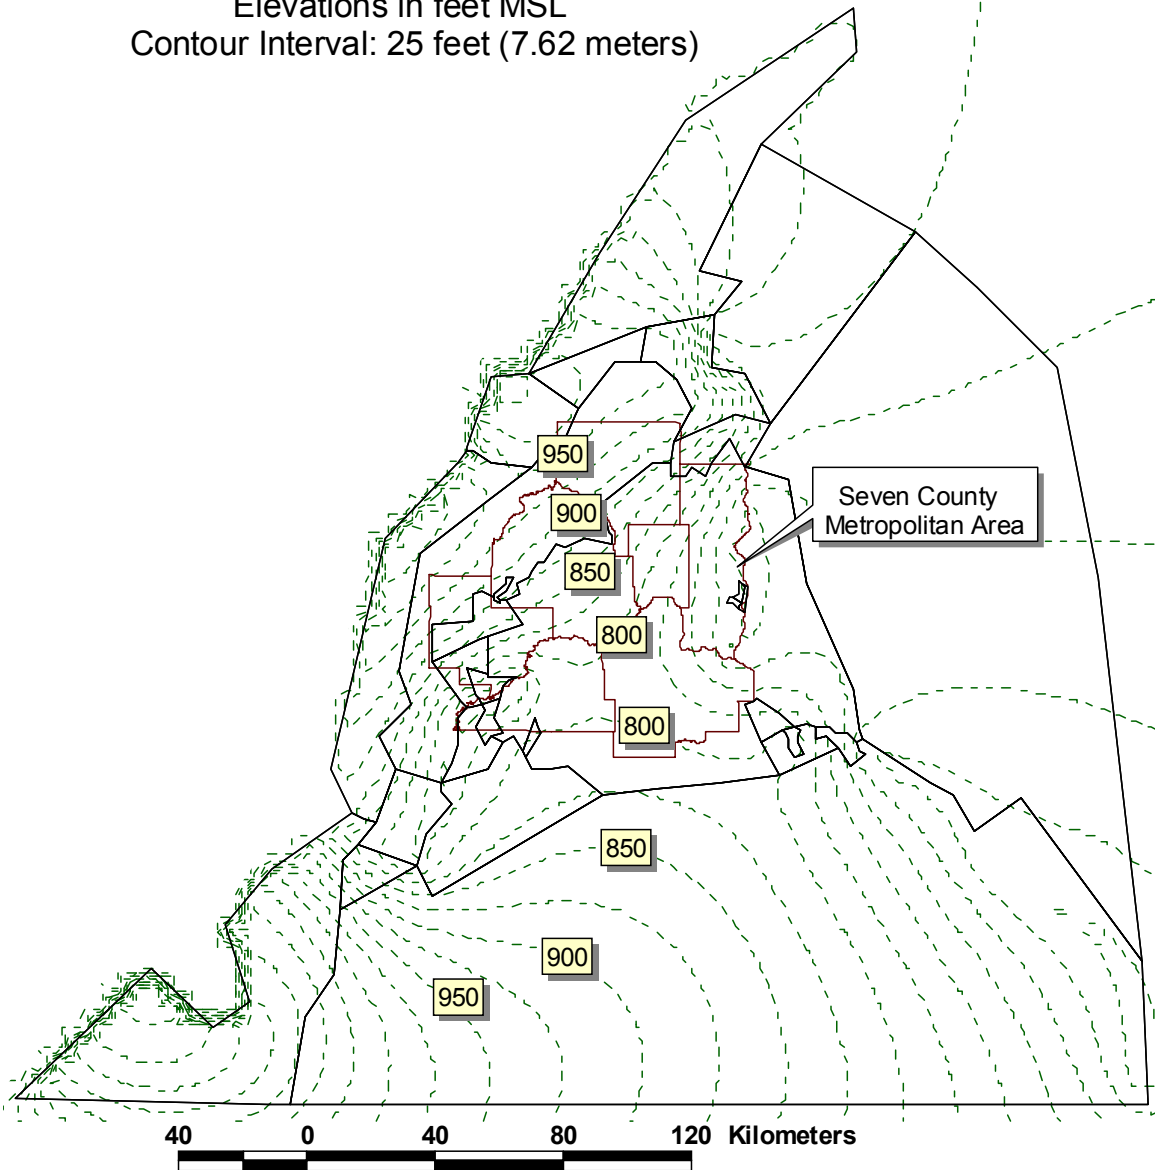 Elevations in feet MSL
Contour Interval: 25 feet (7.62 meters)
950
Seven County
Metropolitan Area
900
850
800
800
850
900
950
40 0 40 80 120 Kilometers